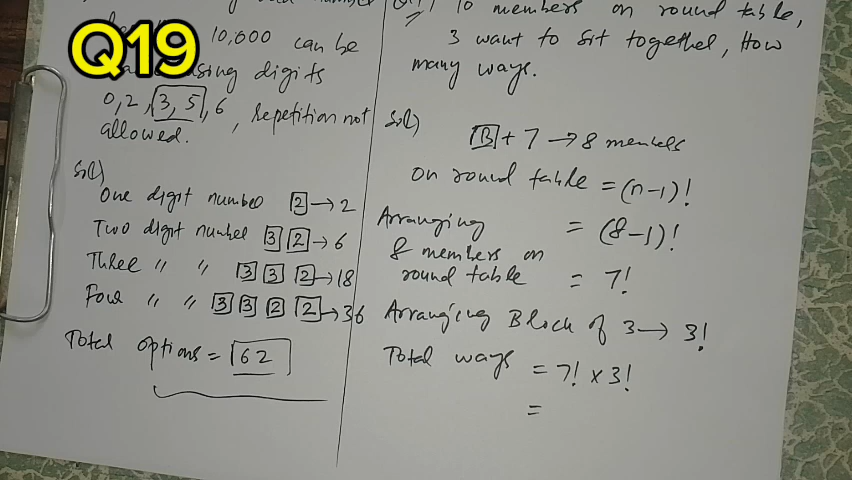 Q19
10,000 can be
using digits
0,2,3,5,6, repetition not
allowed.
Sol)
One digit number 2→2
Two digit number 3 2→6
Three " " 3 3 2→18
Four " " 3 3 2 2→36
Total options = 62
10 members on round table,
3 want to sit together, How
many ways.
Sol)
3+7→8 members
On round table =(n-1)!
Arranging = (8-1)!
8 members on
round table = 7!
Arranging Block of 3→3!
Total ways = 7! x 3!
=